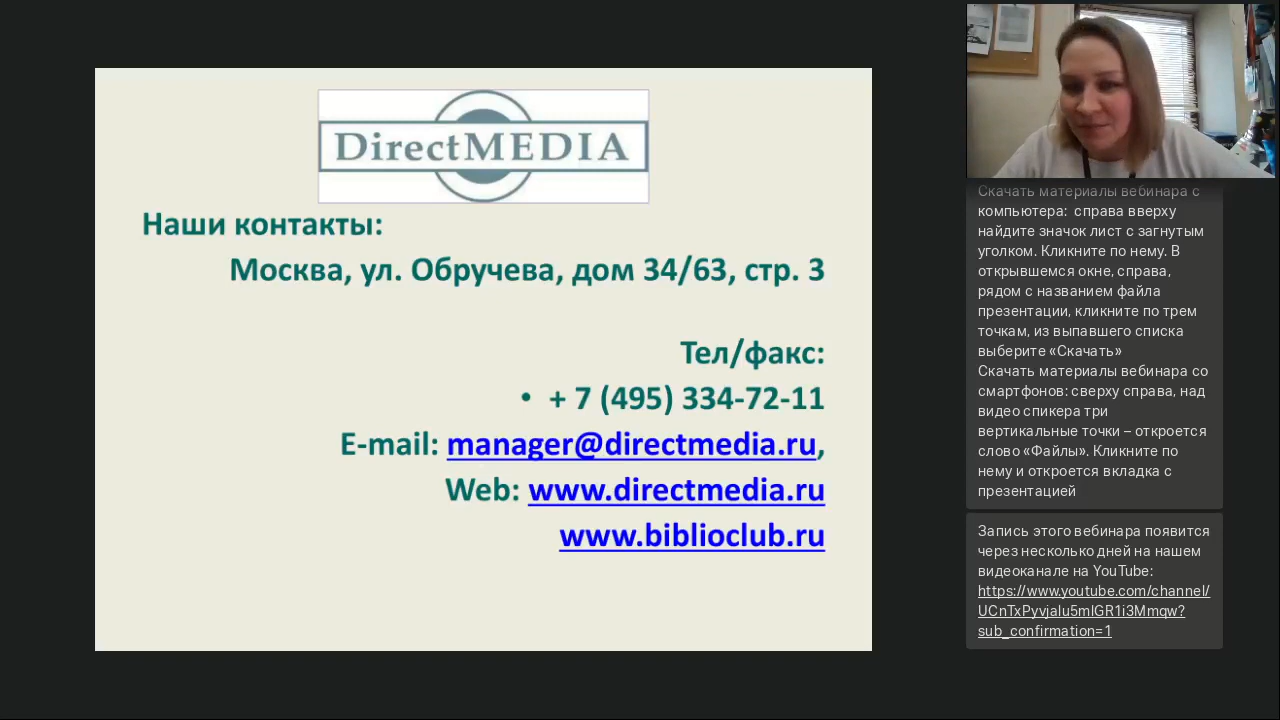 DirectMEDIA
Наши контакты:
Москва, ул. Обручева, дом 34/63, стр. 3
Тел/факс:
• + 7 (495) 334-72-11
E-mail: manager@directmedia.ru,
Web: www.directmedia.ru
www.biblioclub.ru
Скачать материалы вебинара с
компьютера: справа вверху
найдите значок лист с загнутым
уголком. Кликните по нему. В
открывшемся окне, справа,
рядом с названием файла
презентации, кликните по трем
точкам, из выпавшего списка
выберите «Скачать»
Скачать материалы вебинара со
смартфонов: сверху справа, над
видео спикера три
вертикальные точки – откроется
слово «Файлы». Кликните по
нему и откроется вкладка с
презентацией
Запись этого вебинара появится
через несколько дней на нашем
видеоканале на YouTube:
https://www.youtube.com/channel/
UCnTxPyvjalu5mlGR1i3Mmqw?
sub_confirmation=1